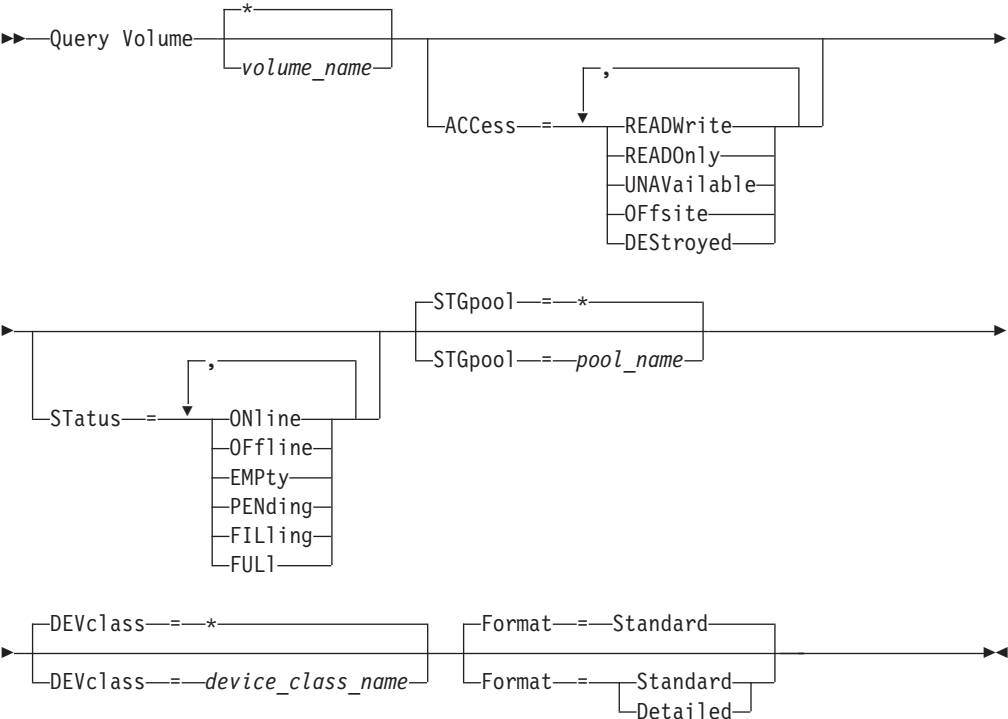 *
Query Volume
volume_name
,
ACCess = READWrite
READOnly
UNAVailable
OFfsite
DEStroyed
STGpool = *
STGpool = pool_name
,
STatus = ONline
OFfline
EMPty
PENding
FILling
FULl
DEVclass = *
DEVclass = device_class_name
Format = Standard
Format = Standard
Detailed